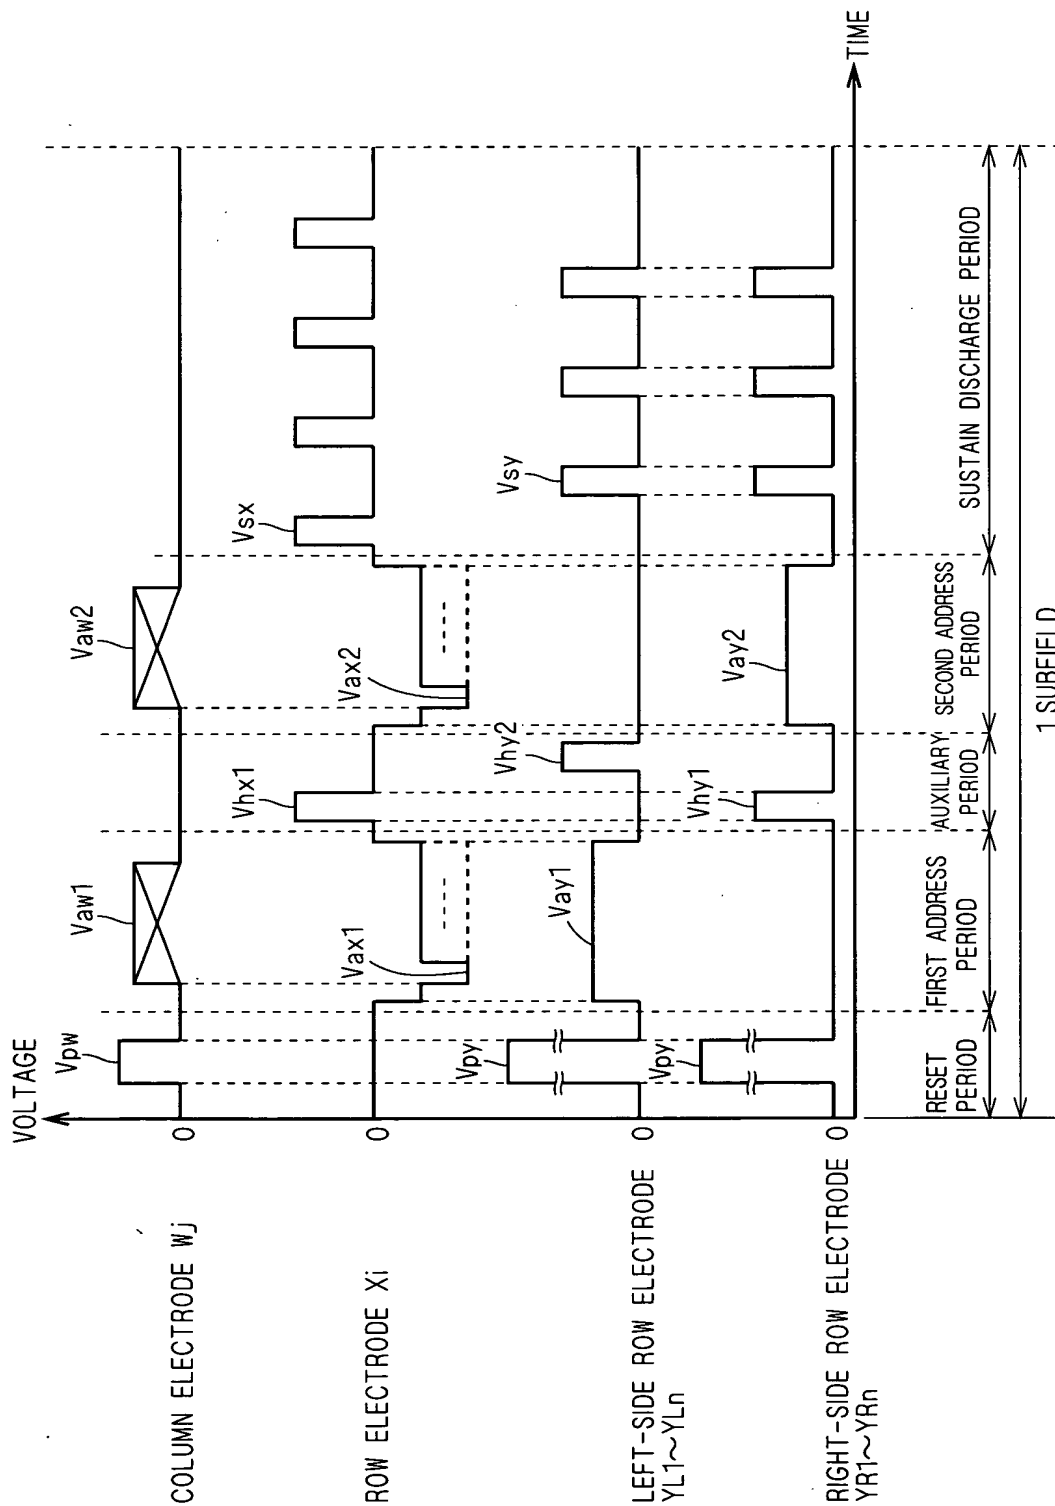 VOLTAGE
COLUMN ELECTRODE Wj
0
Vpw
Vaw1
Vaw2
ROW ELECTRODE Xi
0
Vax1
Vhx1
Vax2
Vsx
LEFT-SIDE ROW ELECTRODE
YL1~YLn
0
Vpy
Vay1
Vhy2
Vsy
RIGHT-SIDE ROW ELECTRODE
YR1~YRn
0
Vpy
Vhy1
Vay2
TIME
RESET
PERIOD
FIRST ADDRESS
PERIOD
AUXILIARY
PERIOD
SECOND ADDRESS
PERIOD
SUSTAIN DISCHARGE PERIOD
1 SUBFIELD